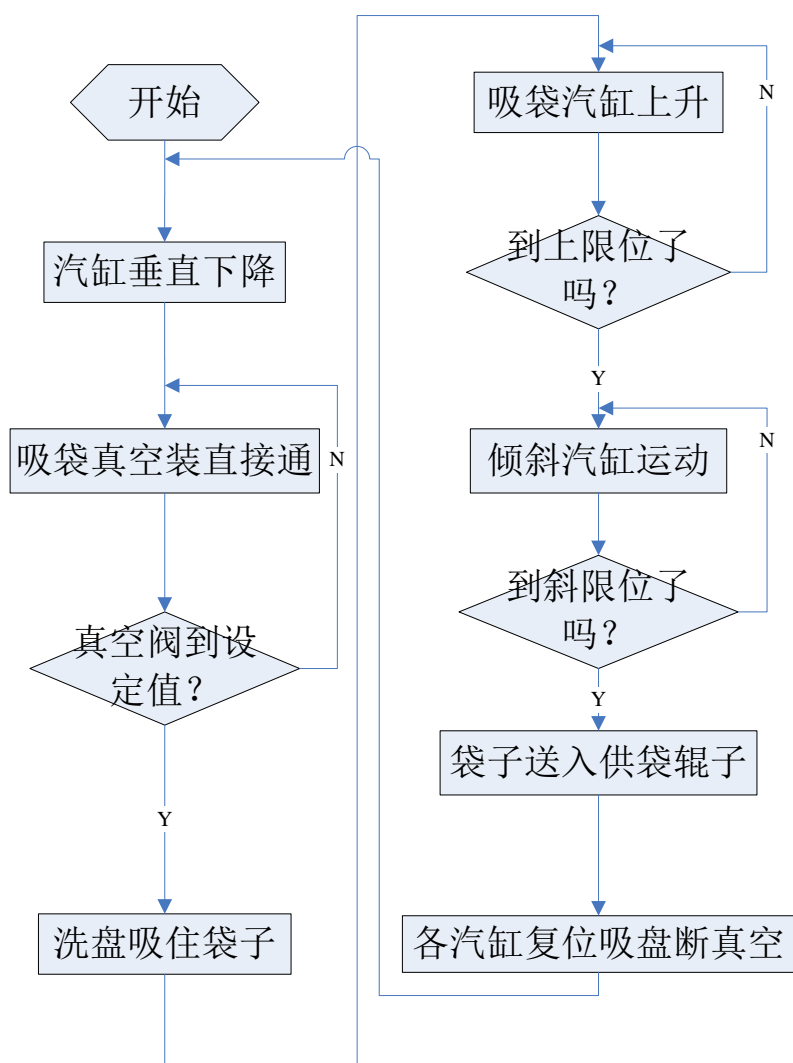 开始
汽缸垂直下降
吸袋真空装直接通
N
真空阀到设
定值？
Y
洗盘吸住袋子
吸袋汽缸上升
N
到上限位了
吗？
Y
倾斜汽缸运动
N
到斜限位了
吗？
Y
袋子送入供袋辊子
各汽缸复位吸盘断真空